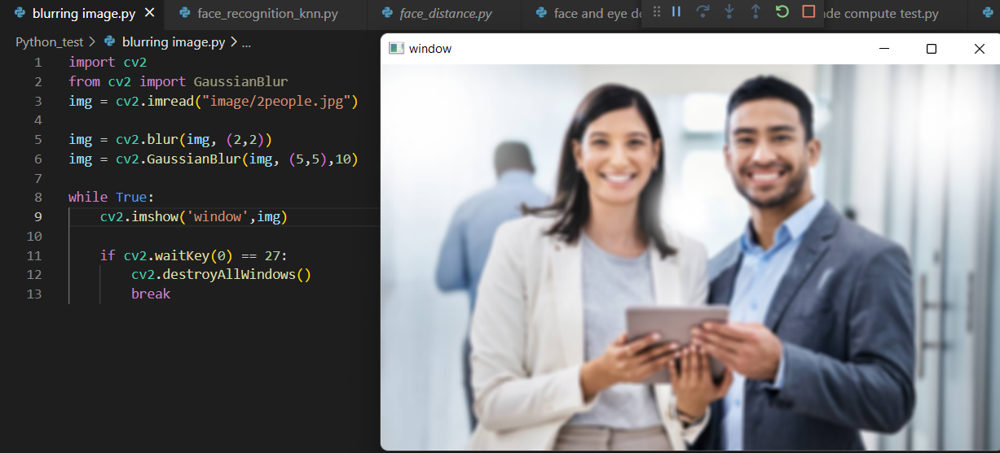 blurring image.py
face_recognition_knn.py
face_distance.py
face and eye de
de compute test.py
Python_test > blurring image.py > ...
window
1 import cv2
2 from cv2 import GaussianBlur
3 img = cv2.imread("image/2people.jpg")
4
5 img = cv2.blur(img, (2,2))
6 img = cv2.GaussianBlur(img, (5,5),10)
7
8 while True:
9 cv2.imshow('window',img)
10
11 if cv2.waitKey(0) == 27:
12 cv2.destroyAllWindows()
13 break